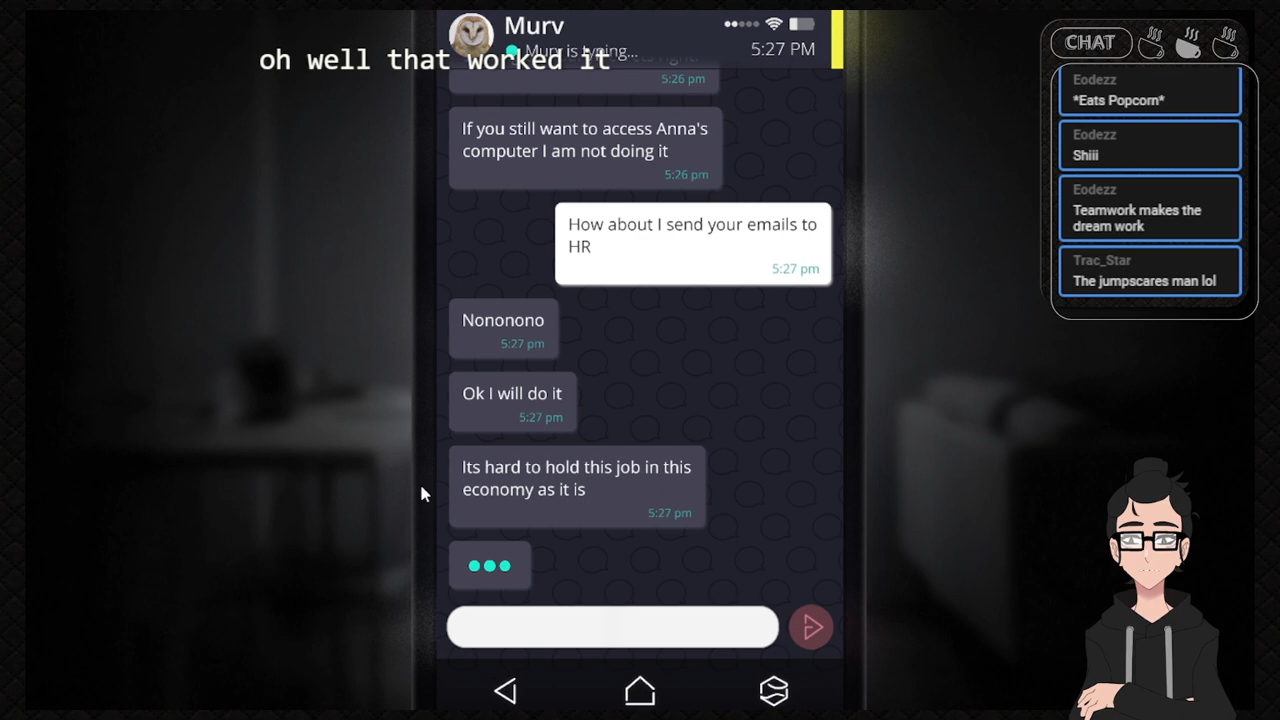 Murv
Murv is typing...
5:27 PM
oh well that worked it
5:26 pm
If you still want to access Anna's
computer I am not doing it
5:26 pm
How about I send your emails to
HR
5:27 pm
Nononono
5:27 pm
Ok I will do it
5:27 pm
Its hard to hold this job in this
economy as it is
5:27 pm
CHAT
Eodezz
*Eats Popcorn*
Eodezz
Shiii
Eodezz
Teamwork makes the
dream work
Trac_Star
The jumpscares man lol